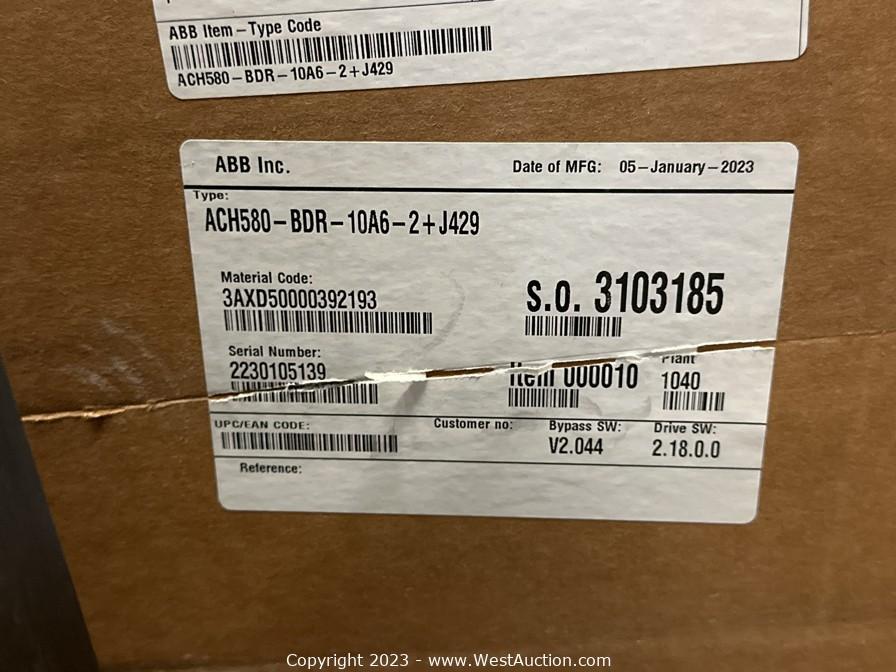 ABB Item-Type Code
ACH580-BDR-10A6-2+J429
ABB Inc. Date of MFG: 05-January-2023
Type:
ACH580-BDR-10A6-2+J429
Material Code:
3AXD50000392193
s.o. 3103185
Serial Number:
2230105139
Item 000010
Plant
1040
UPC/EAN CODE:
Customer no:
Bypass SW:
V2.044
Drive SW:
2.18.0.0
Reference:
Copyright 2023 - www.WestAuction.com